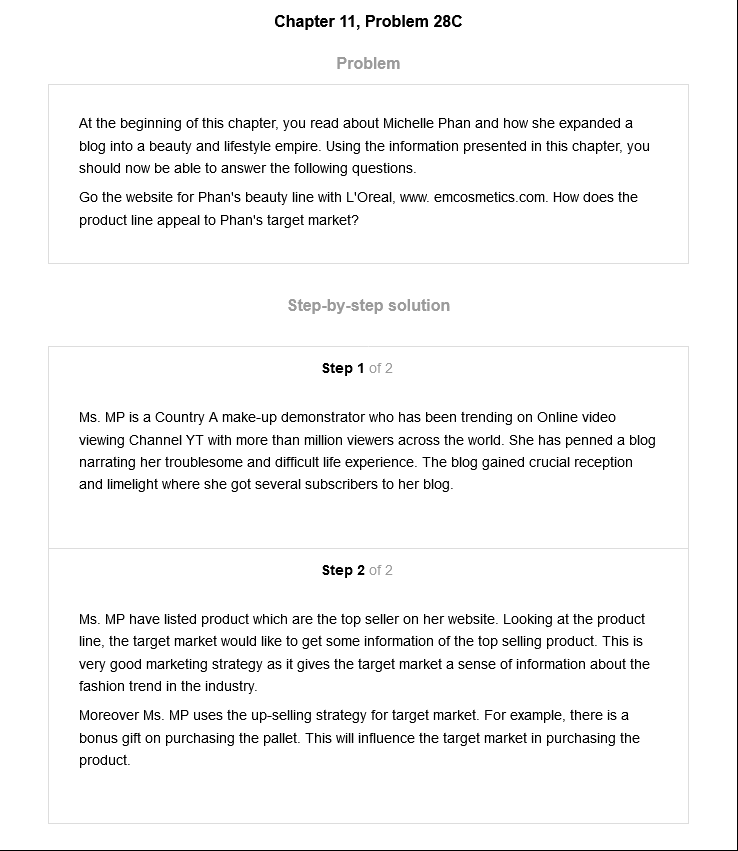 Chapter 11, Problem 28C
Problem
At the beginning of this chapter, you read about Michelle Phan and how she expanded a
blog into a beauty and lifestyle empire. Using the information presented in this chapter, you
should now be able to answer the following questions.
Go the website for Phan's beauty line with L'Oreal, www. emcosmetics.com. How does the
product line appeal to Phan's target market?
Step-by-step solution
Step 1 of 2
Ms. MP is a Country A make-up demonstrator who has been trending on Online video
viewing Channel YT with more than million viewers across the world. She has penned a blog
narrating her troublesome and difficult life experience. The blog gained crucial reception
and limelight where she got several subscribers to her blog.
Step 2 of 2
Ms. MP have listed product which are the top seller on her website. Looking at the product
line, the target market would like to get some information of the top selling product. This is
very good marketing strategy as it gives the target market a sense of information about the
fashion trend in the industry.
Moreover Ms. MP uses the up-selling strategy for target market. For example, there is a
bonus gift on purchasing the pallet. This will influence the target market in purchasing the
product.